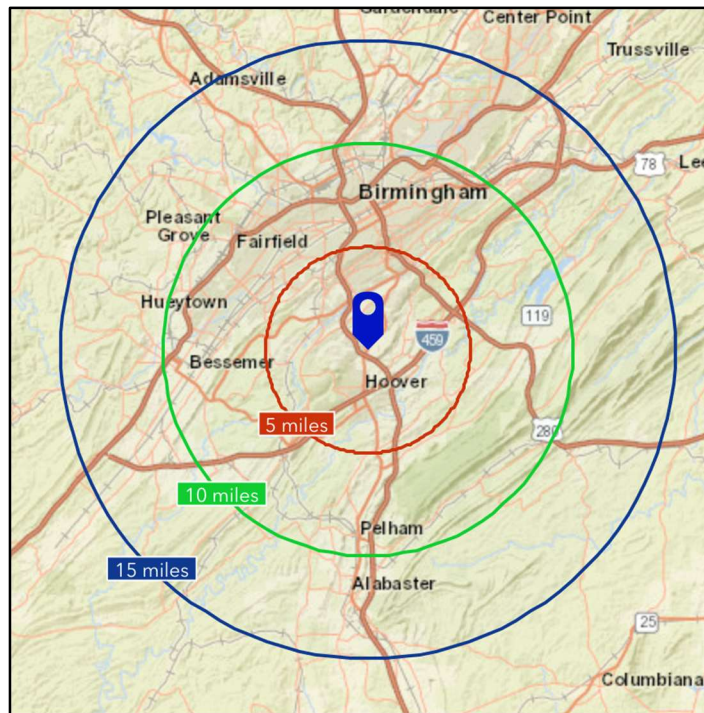 Center Point
Trussville
Adamsville
78
Birmingham
Pleasant
Grove
Fairfield
Hueytown
119
459
Bessemer
Hoover
5 miles
280
10 miles
Pelham
15 miles
Alabaster
25
Columbiana